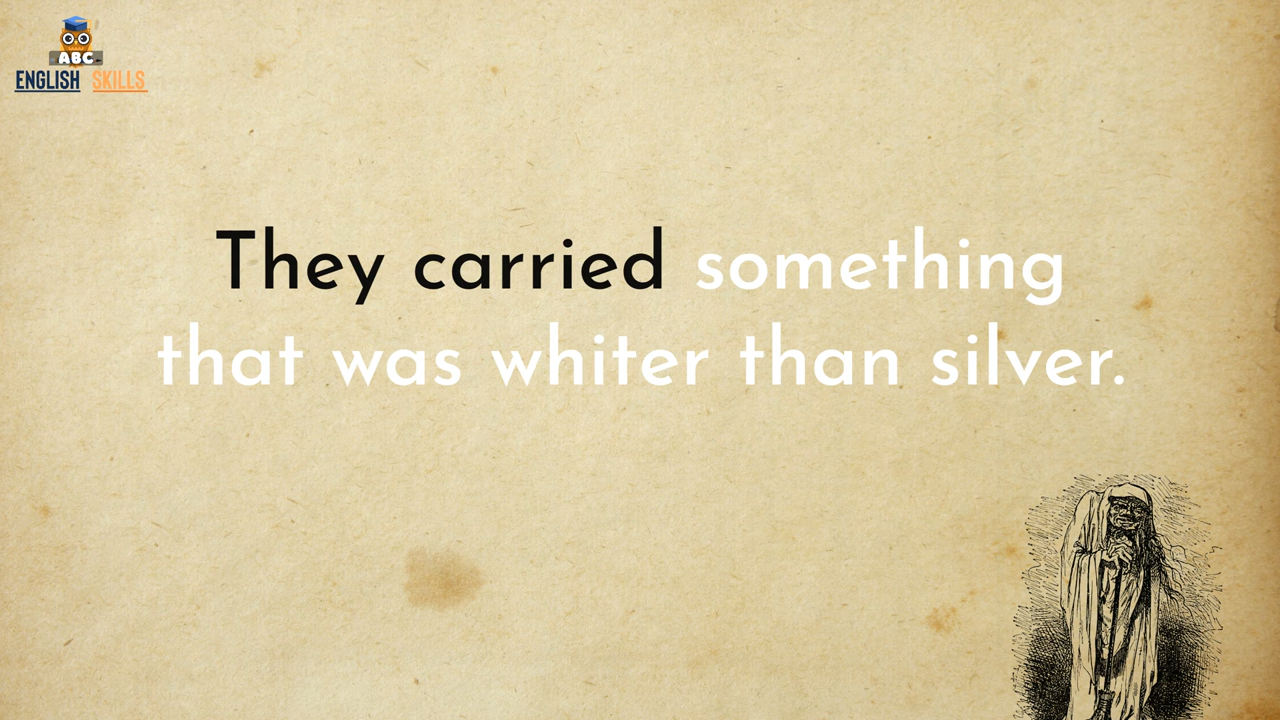 ABC
ENGLISH SKILLS
They carried something
that was whiter than silver.